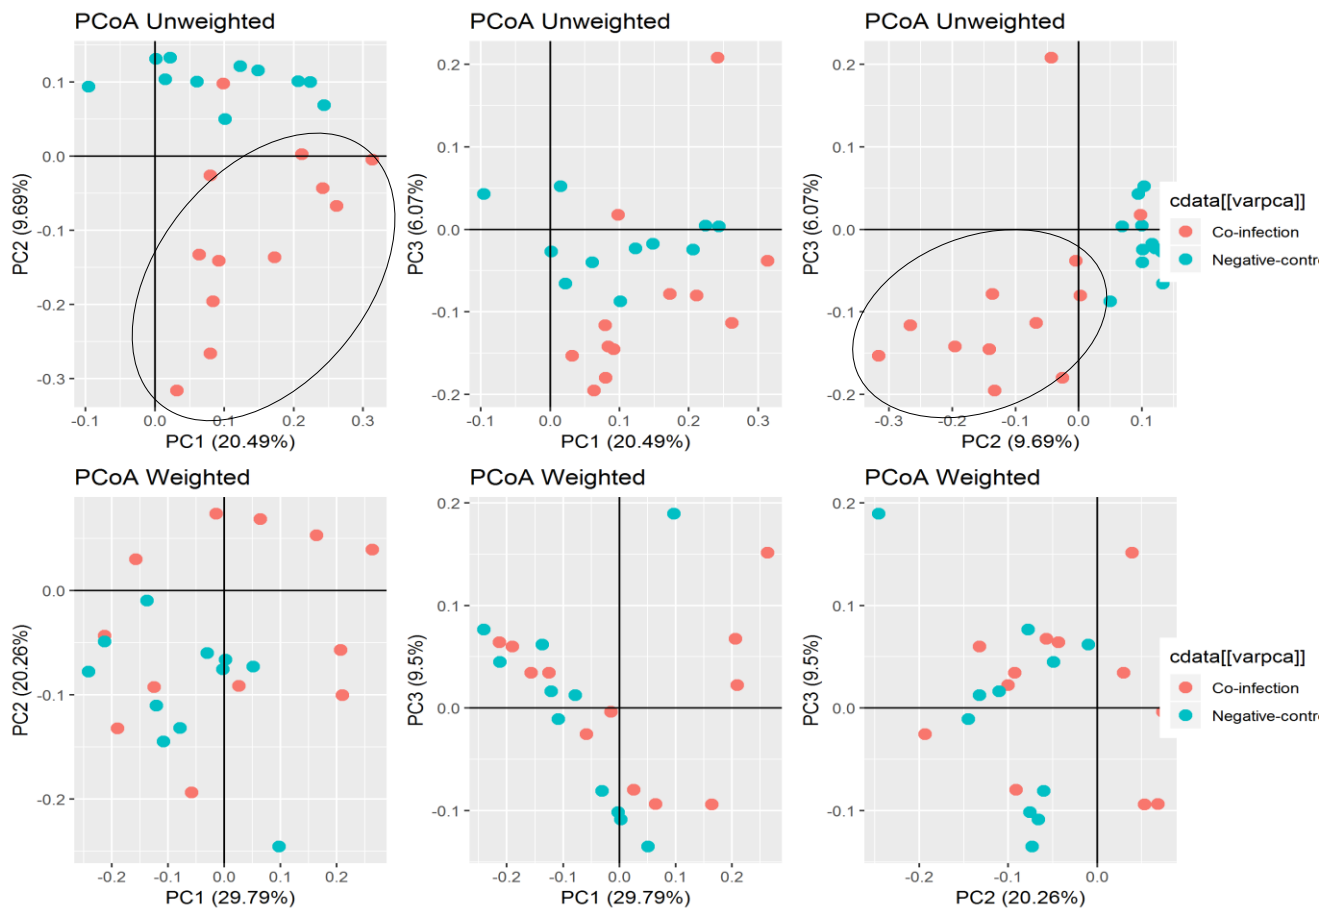 PCoA Unweighted
PC2 (9.69%)
0.1
0.0
-0.1
-0.2
-0.3
-0.1 0.0 0.1 0.2 0.3
PC1 (20.49%)
PCoA Unweighted
PC3 (6.07%)
0.2
0.1
0.0
-0.1
-0.2
-0.1 0.0 0.1 0.2 0.3
PC1 (20.49%)
PCoA Unweighted
PC3 (6.07%)
0.2
0.1
0.0
-0.1
-0.2
-0.3 -0.2 -0.1 0.0 0.1
PC2 (9.69%)
cdata[[varpca]]
Co-infection
Negative-contr
PCoA Weighted
PC2 (20.26%)
0.0
-0.1
-0.2
-0.2 -0.1 0.0 0.1 0.2
PC1 (29.79%)
PCoA Weighted
PC3 (9.5%)
0.2
0.1
0.0
-0.1
-0.2 -0.1 0.0 0.1 0.2
PC1 (29.79%)
PCoA Weighted
PC3 (9.5%)
0.2
0.1
0.0
-0.1
-0.2 -0.1 0.0
PC2 (20.26%)
cdata[[varpca]]
Co-infection
Negative-contr